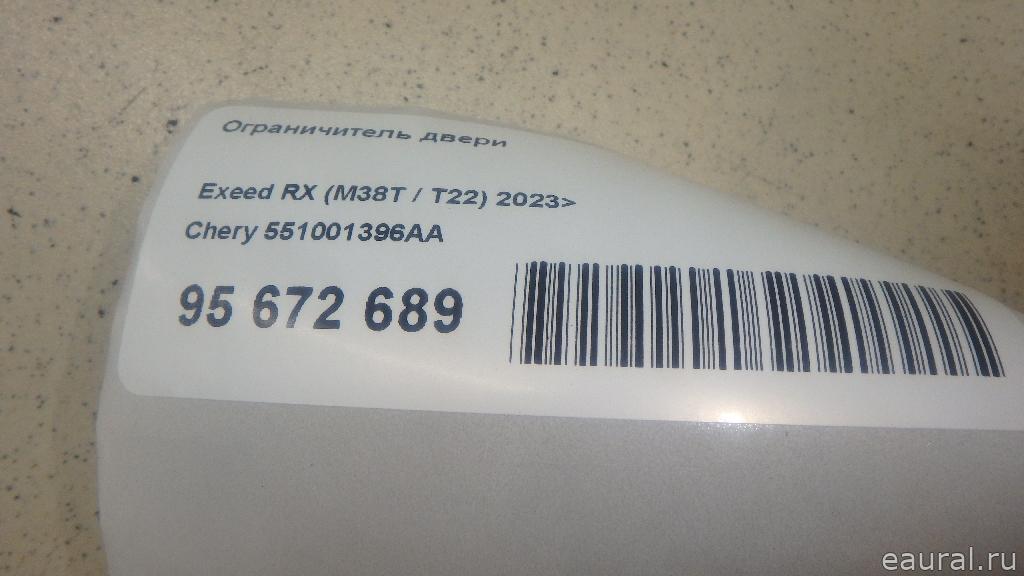 Ограничитель двери
Exeed RX (M38T / T22) 2023>
Chery 551001396AA
95 672 689
eaural.ru